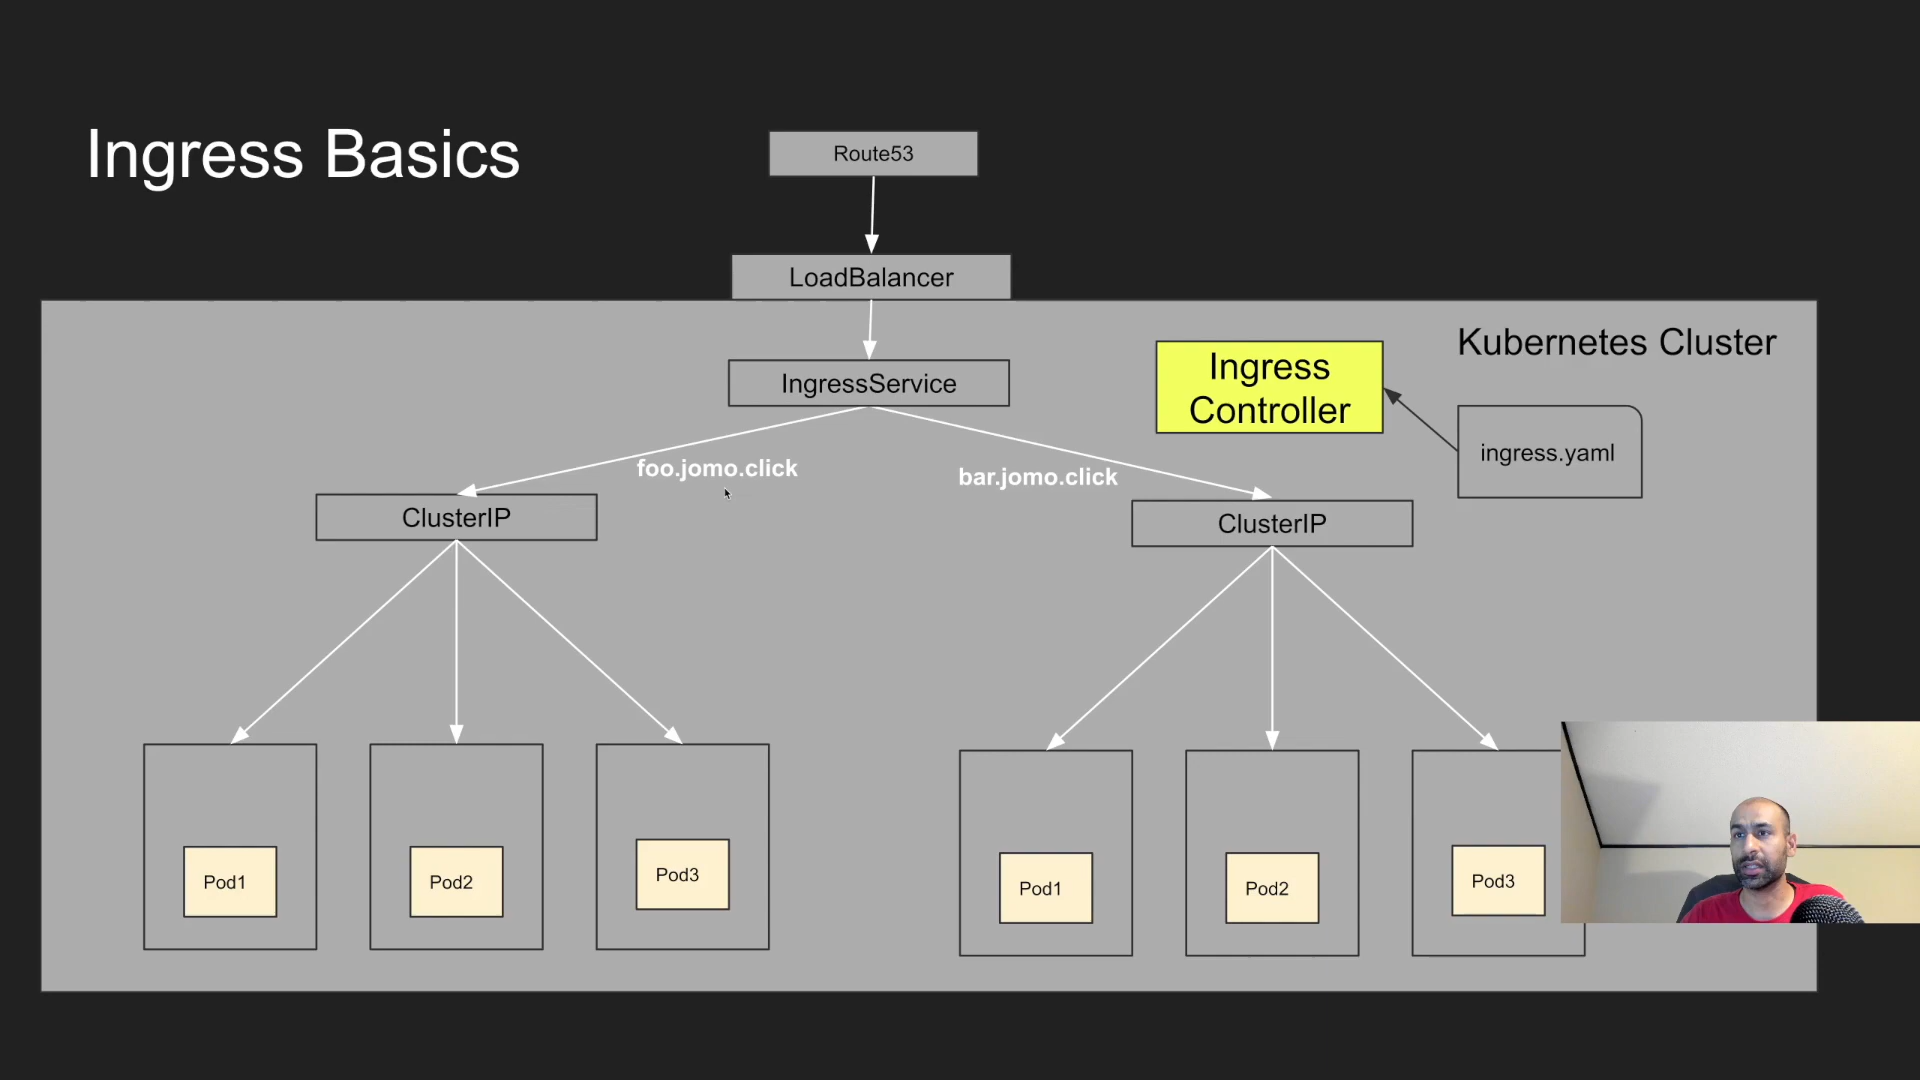 Ingress Basics
Route53
LoadBalancer
Kubernetes Cluster
IngressService
Ingress
Controller
ingress.yaml
foo.jomo.click
bar.jomo.click
ClusterIP
ClusterIP
Pod1
Pod2
Pod3
Pod1
Pod2
Pod3